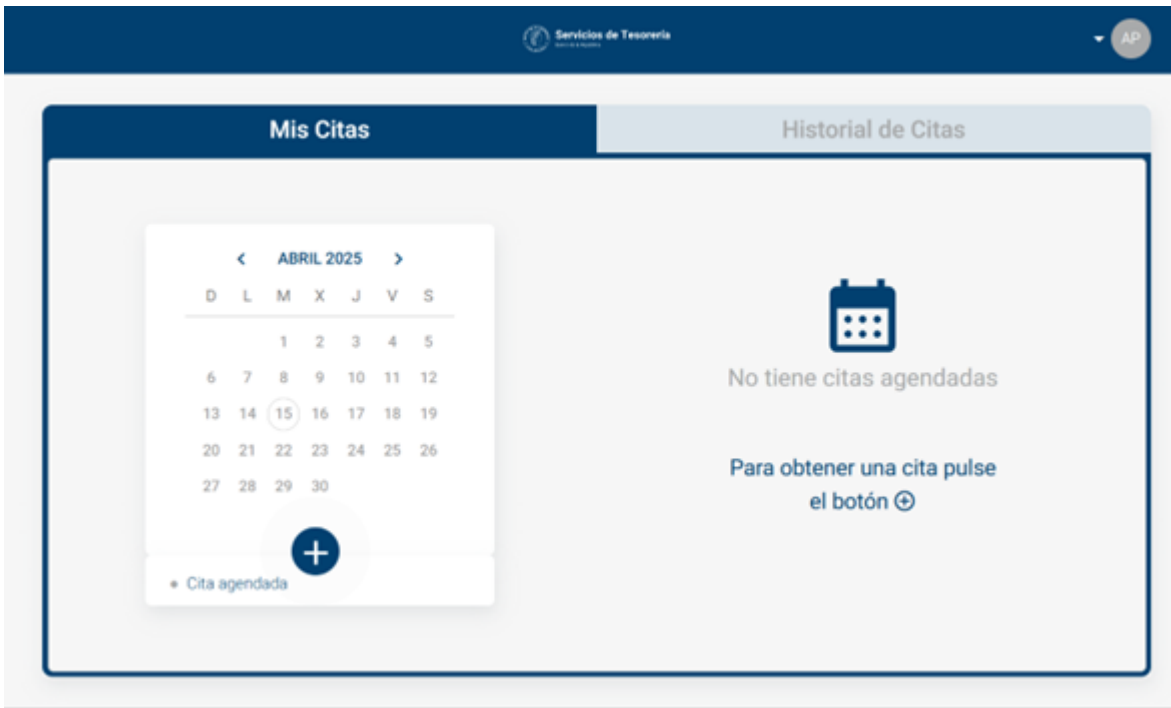 Servicios de Tesorería
AP
Mis Citas
Historial de Citas
ABRIL 2025
D L M X J V S
1 2 3 4 5
6 7 8 9 10 11 12
13 14 15 16 17 18 19
20 21 22 23 24 25 26
27 28 29 30
Cita agendada
No tiene citas agendadas
Para obtener una cita pulse
el botón